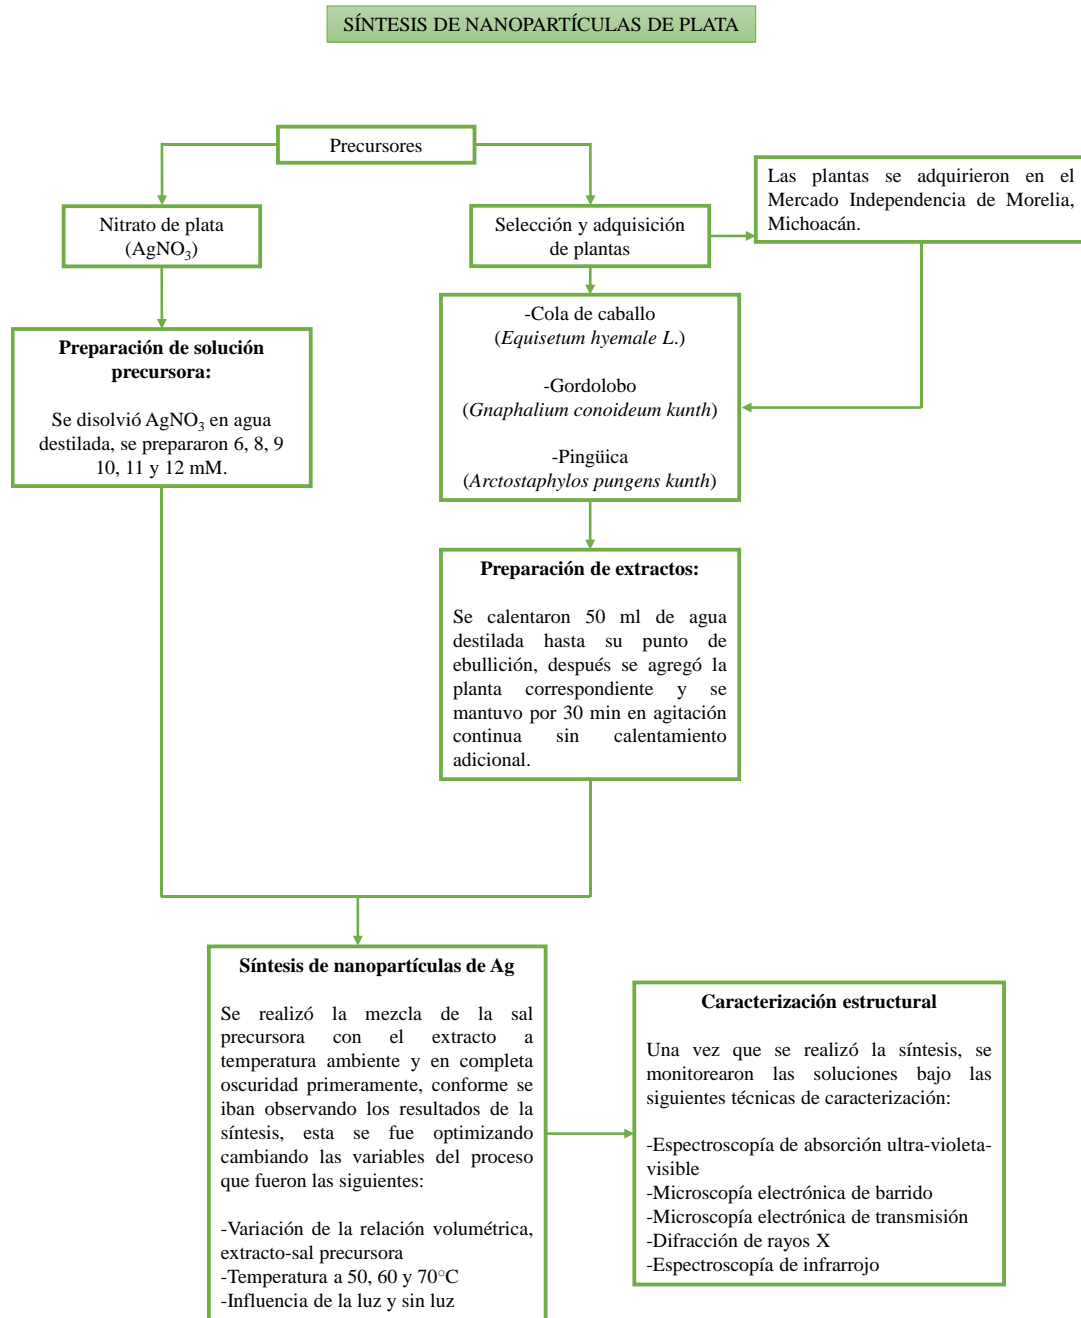 SÍNTESIS DE NANOPARTÍCULAS DE PLATA
Precursores
Nitrato de plata
(AgNO₃)
Selección y adquisición
de plantas
Las plantas se adquirieron en el
Mercado Independencia de Morelia,
Michoacán.
Preparación de solución
precursora:
Se disolvió AgNO₃ en agua
destilada, se prepararon 6, 8, 9
10, 11 y 12 mM.
-Cola de caballo
(Equisetum hyemale L.)
-Gordolobo
(Gnaphalium conoideum kunth)
-Pingüica
(Arctostaphylos pungens kunth)
Preparación de extractos:
Se calentaron 50 ml de agua
destilada hasta su punto de
ebullición, después se agregó la
planta correspondiente y se
mantuvo por 30 min en agitación
continua sin calentamiento
adicional.
Síntesis de nanopartículas de Ag
Se realizó la mezcla de la sal
precursora con el extracto a
temperatura ambiente y en completa
oscuridad primeramente, conforme se
iban observando los resultados de la
síntesis, esta se fue optimizando
cambiando las variables del proceso
que fueron las siguientes:
-Variación de la relación volumétrica,
extracto-sal precursora
-Temperatura a 50, 60 y 70°C
-Influencia de la luz y sin luz
Caracterización estructural
Una vez que se realizó la síntesis, se
monitorearon las soluciones bajo las
siguientes técnicas de caracterización:
-Espectroscopía de absorción ultra-violeta-
visible
-Microscopía electrónica de barrido
-Microscopía electrónica de transmisión
-Difracción de rayos X
-Espectroscopía de infrarrojo